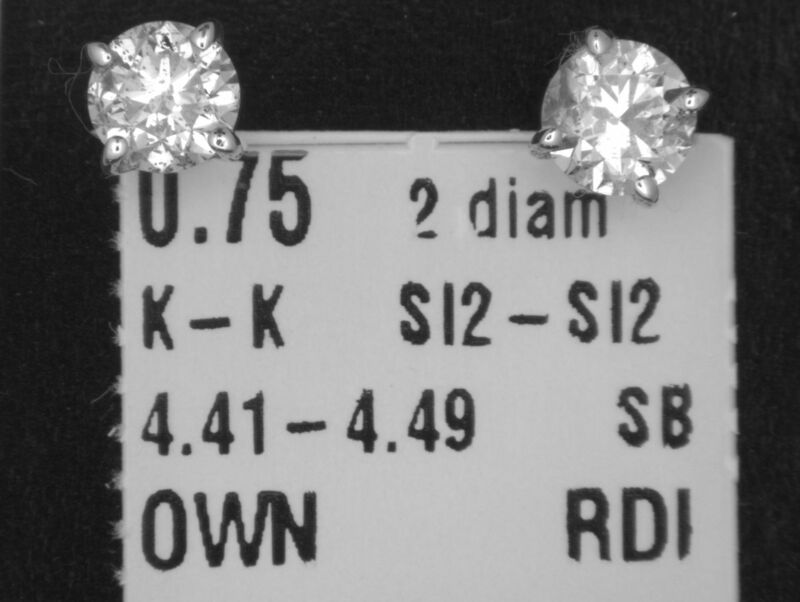 0.75 2 diam
K-K SI2-SI2
4.41-4.49 SB
OWN RDI